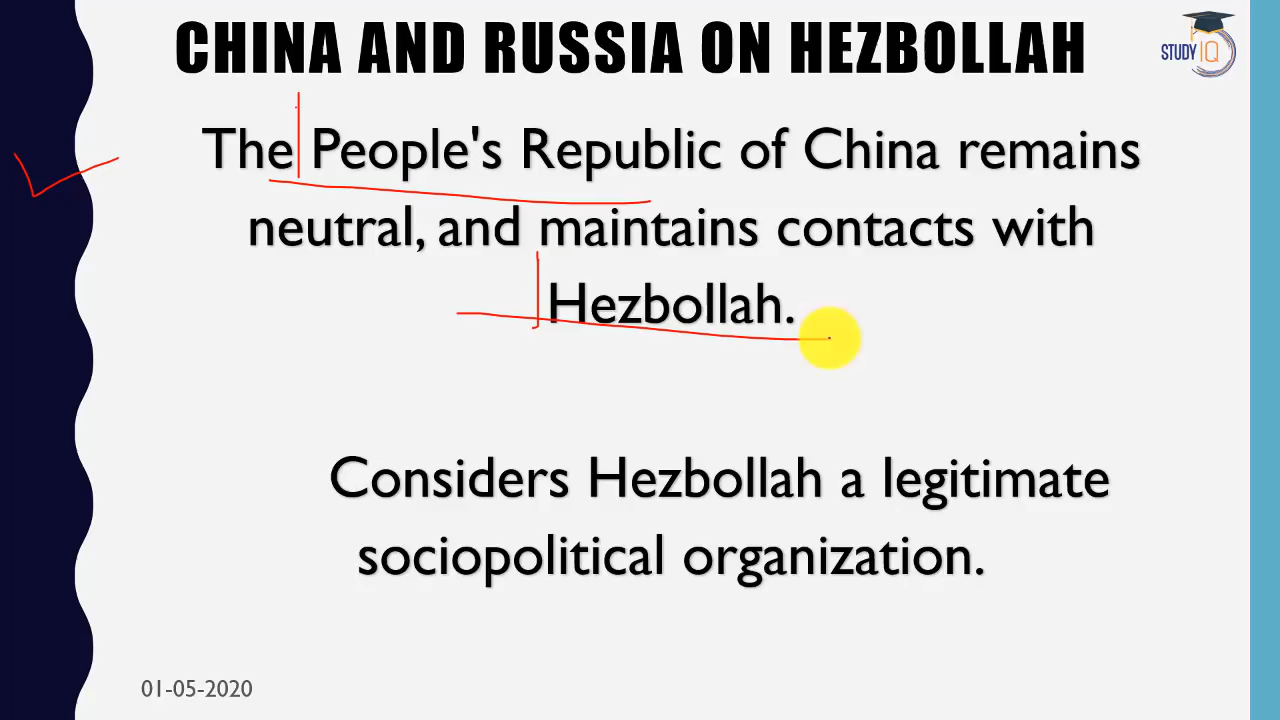 CHINA AND RUSSIA ON HEZBOLLAH
STUDY IQ
The People's Republic of China remains
neutral, and maintains contacts with
Hezbollah.
Considers Hezbollah a legitimate
sociopolitical organization.
01-05-2020